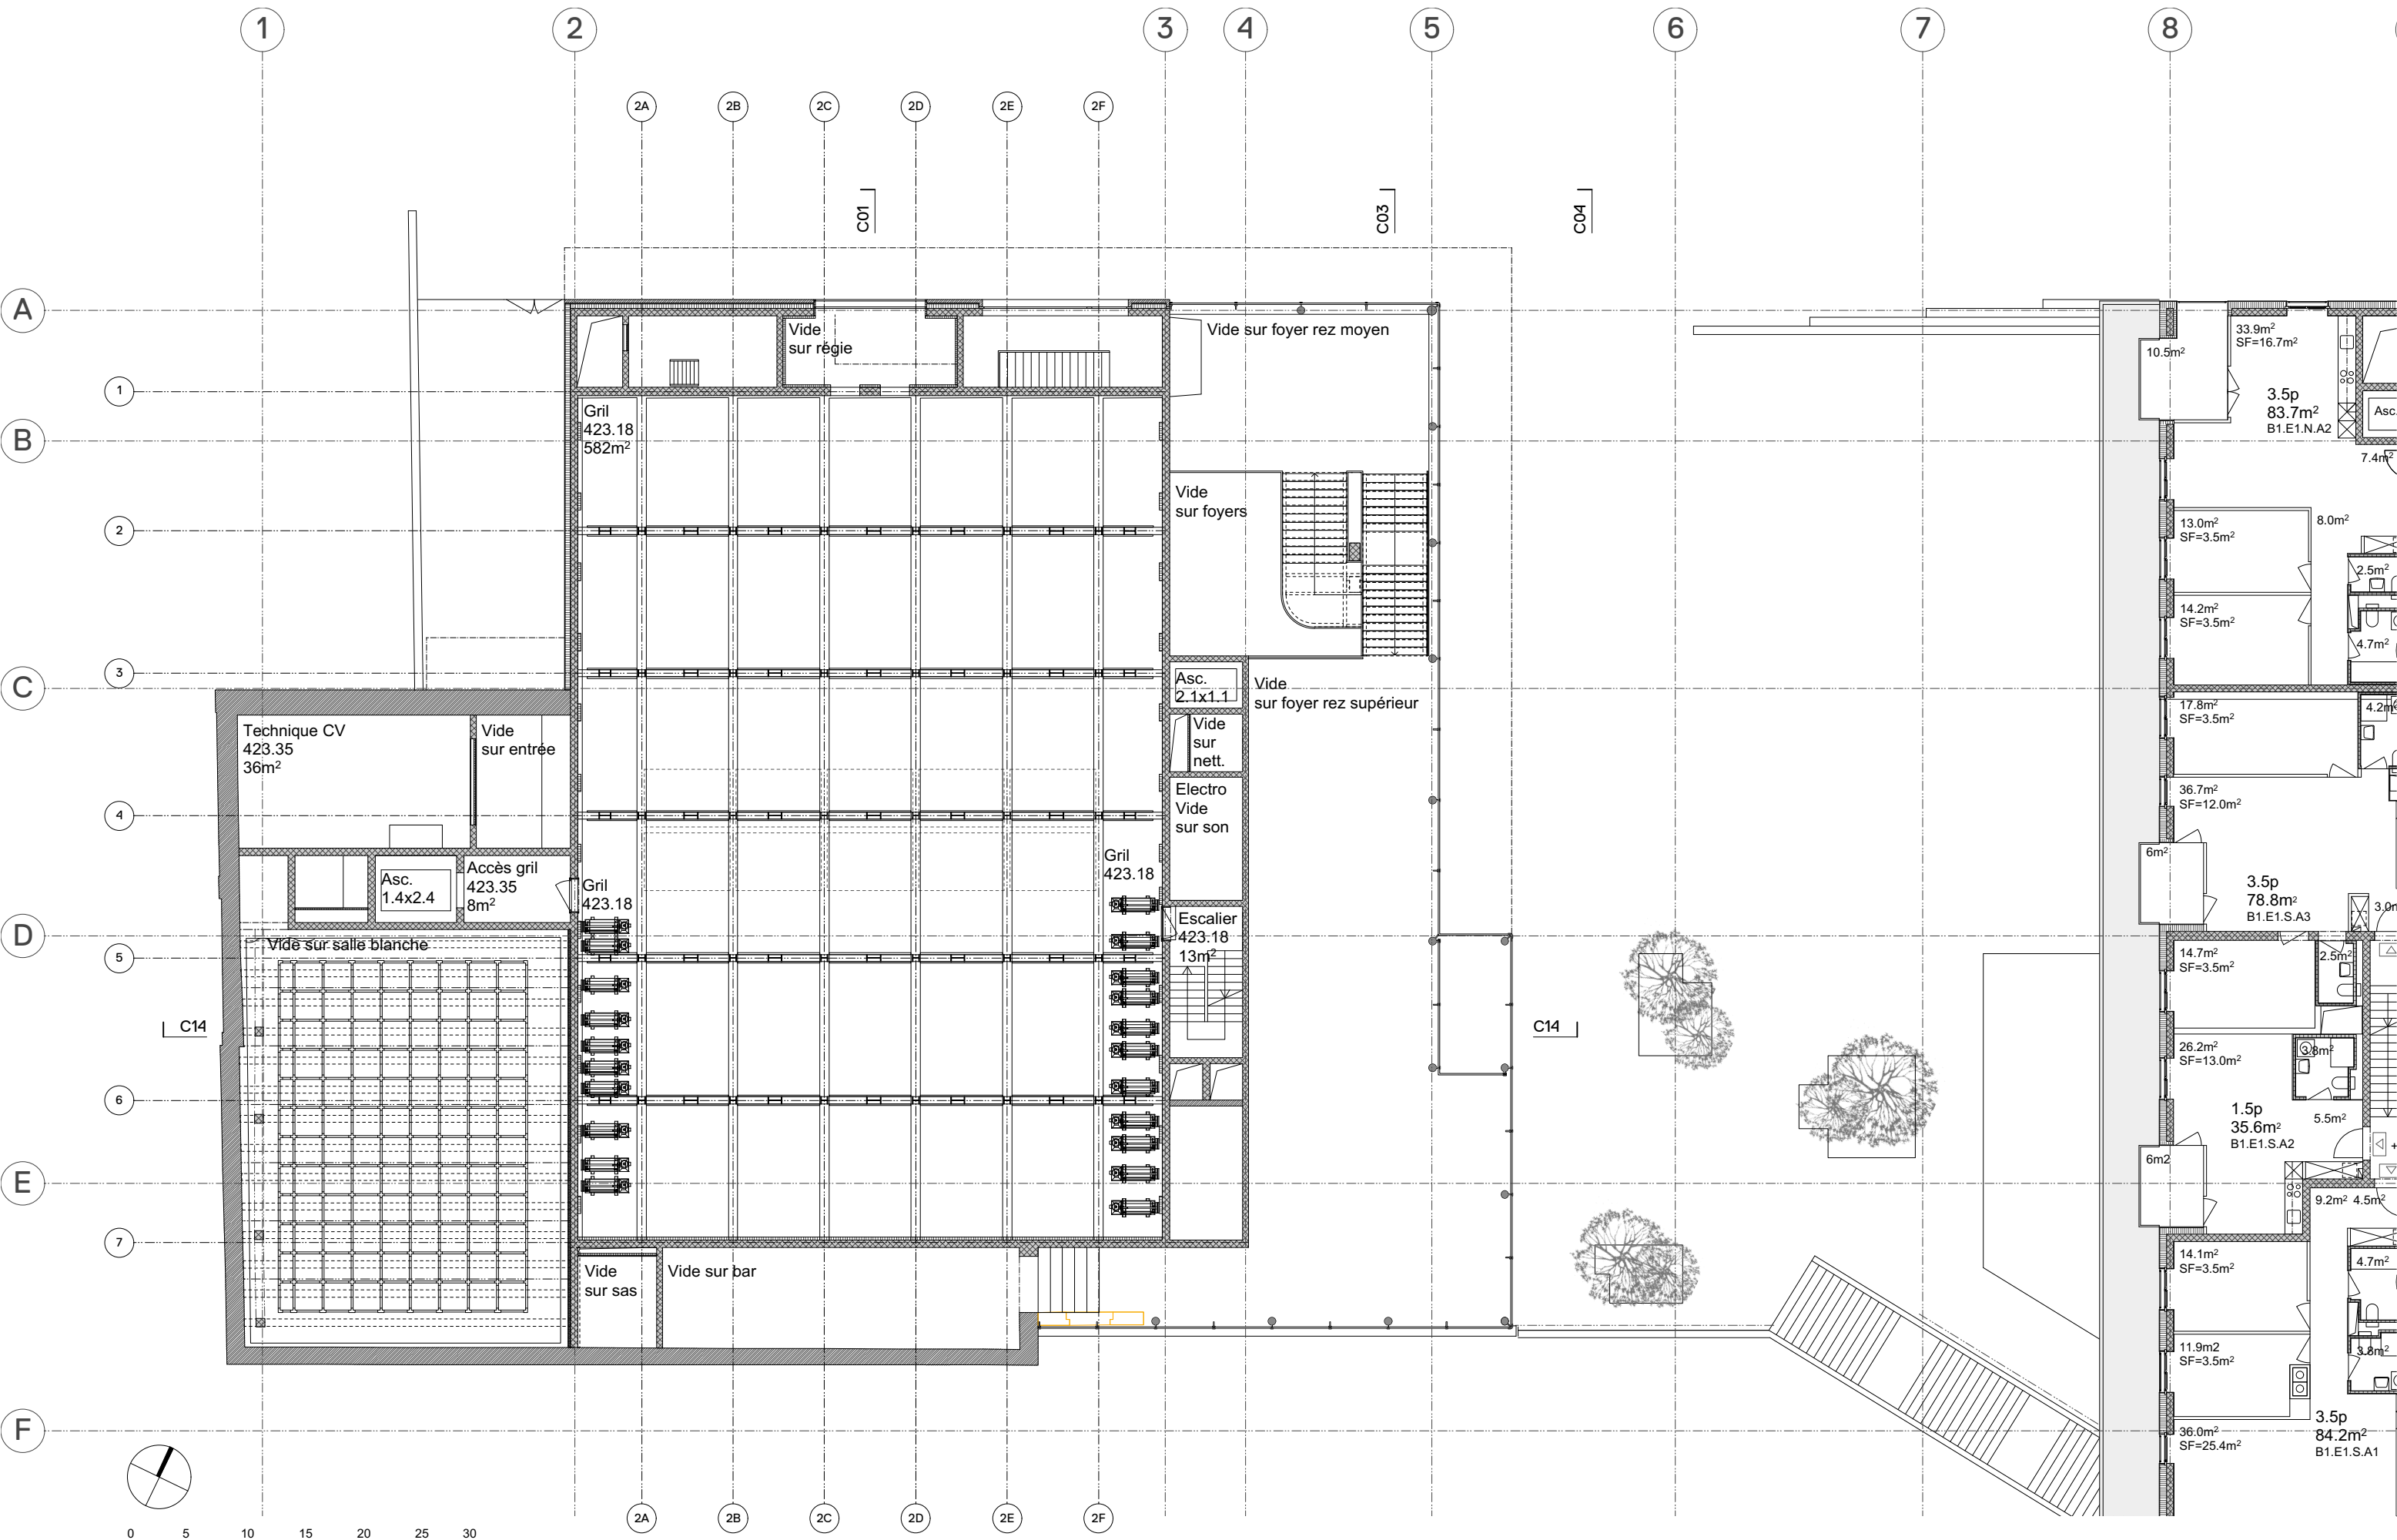 1 2 3 4 5 6 7 8
2A 2B 2C 2D 2E 2F
C01 C03 C04
A
Vide
sur régie
Vide sur foyer rez moyen
33.9m²
SF=16.7m²
10.5m²
1
3.5p
83.7m²
B1.E1.N.A2
Asc.
B
Gril
423.18
582m²
7.4m²
Vide
sur foyers
2
13.0m²
SF=3.5m²
8.0m²
2.5m²
14.2m²
SF=3.5m²
4.7m²
3
C
Asc.
2.1x1.1
Vide
sur foyer rez supérieur
17.8m²
SF=3.5m²
4.2m
Technique CV
423.35
36m²
Vide
sur entrée
Vide
sur
nett.
4
Electro
Vide
sur son
36.7m²
SF=12.0m²
6m²
Accès gril
423.35
8m²
Asc.
1.4x2.4
Gril
423.18
Gril
423.18
3.5p
78.8m²
B1.E1.S.A3
3.0m
D
Escalier
423.18
13m²
Vide sur salle blanche
5
14.7m²
SF=3.5m²
2.5m²
C14
C14
26.2m²
SF=13.0m²
3.8m²
6
1.5p
35.6m²
B1.E1.S.A2
5.5m²
6m2
E
9.2m² 4.5m²
7
Vide
sur sas
Vide sur bar
14.1m²
SF=3.5m²
4.7m²
11.9m2
SF=3.5m²
3.8m²
F
3.5p
84.2m²
B1.E1.S.A1
36.0m²
SF=25.4m²
2A 2B 2C 2D 2E 2F
0 5 10 15 20 25 30